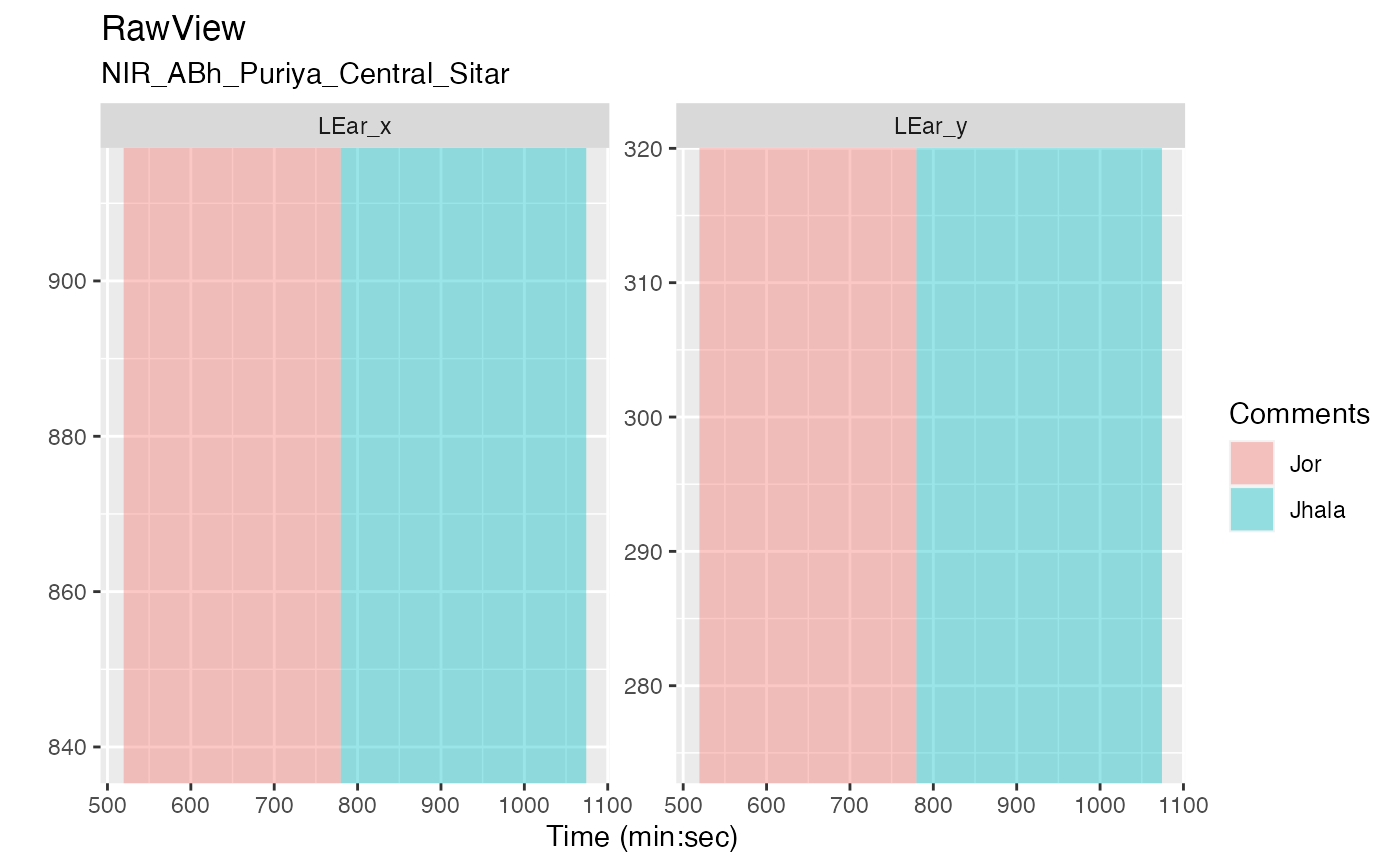 RawView
NIR_ABh_Puriya_Central_Sitar
LEar_x
LEar_y
900
880
860
840
320
310
300
290
280
500 600 700 800 900 1000 1100
500 600 700 800 900 1000 1100
Time (min:sec)
Comments
Jor
Jhala